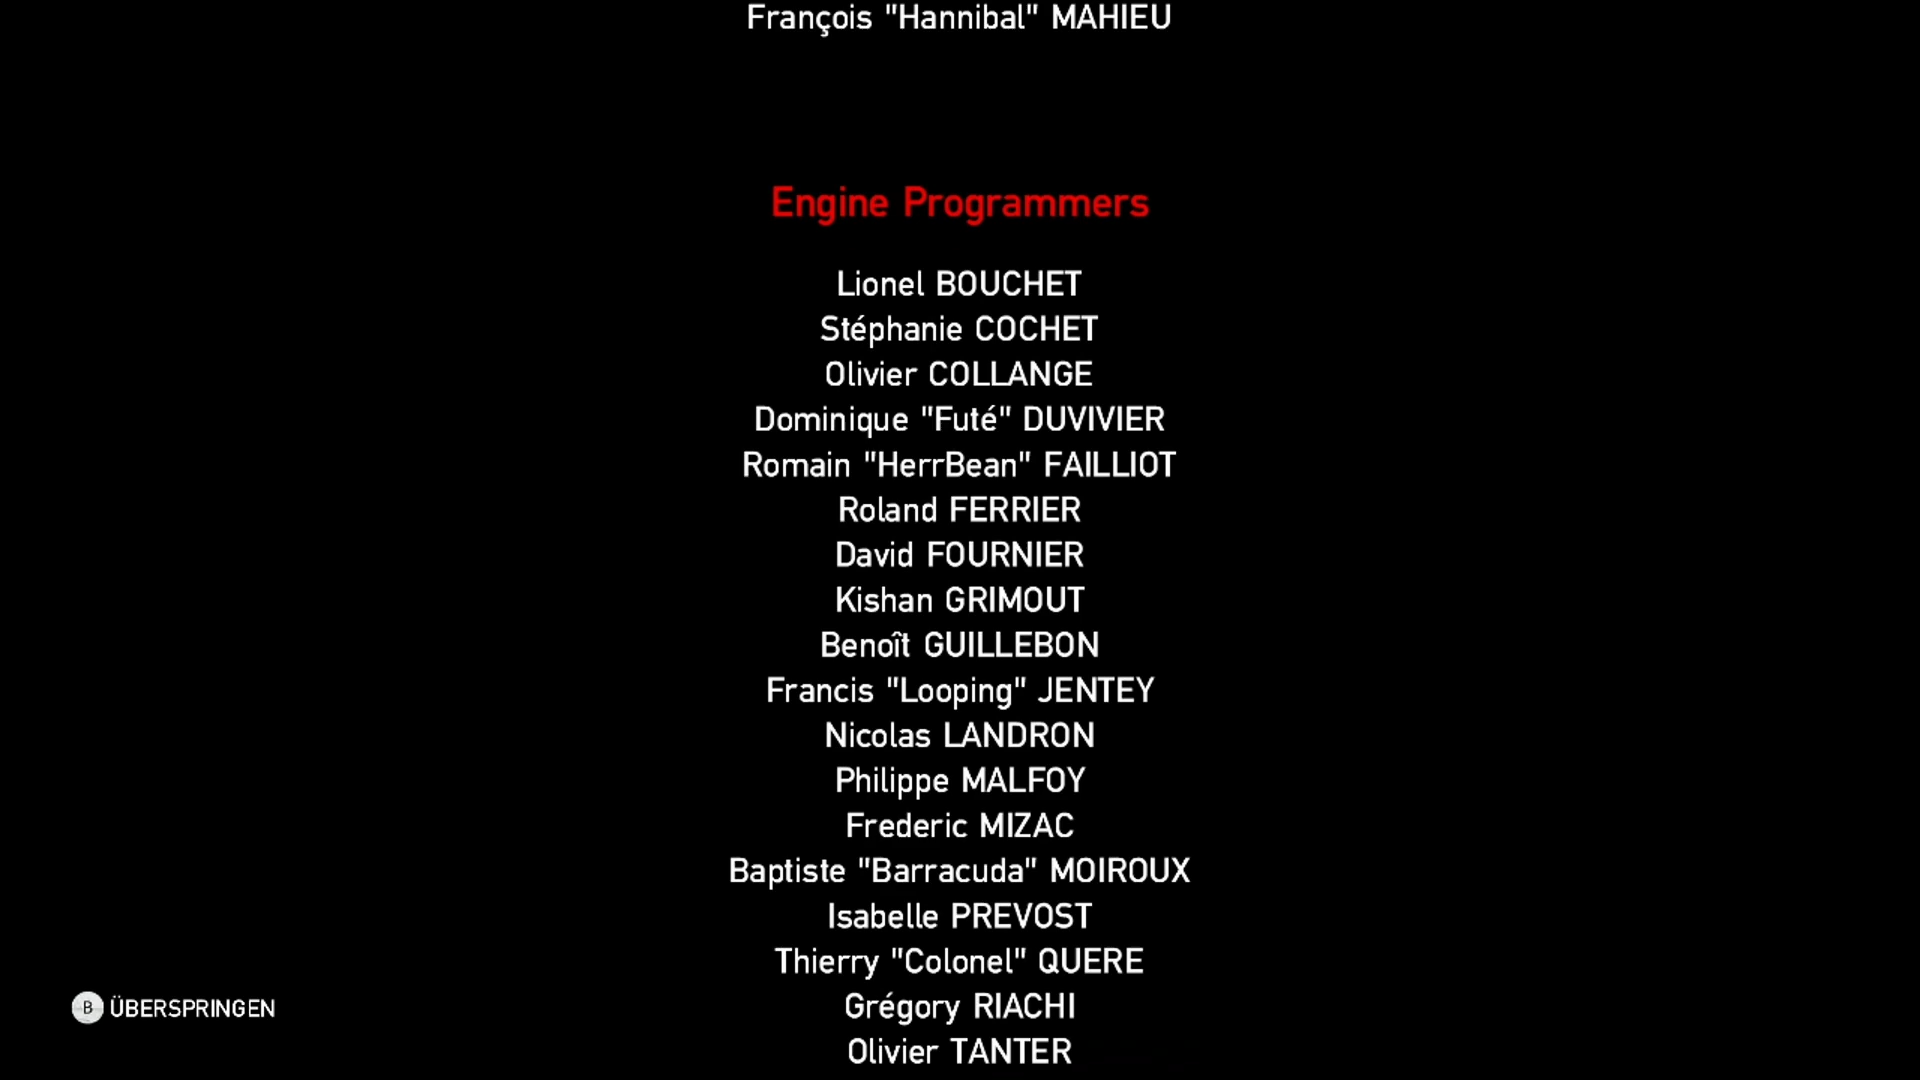 François "Hannibal" MAHIEU
Engine Programmers
Lionel BOUCHET
Stéphanie COCHET
Olivier COLLANGE
Dominique "Futé" DUVIVIER
Romain "HerrBean" FAILLIOT
Roland FERRIER
David FOURNIER
Kishan GRIMOUT
Benoît GUILLEBON
Francis "Looping" JENTEY
Nicolas LANDRON
Philippe MALFOY
Frederic MIZAC
Baptiste "Barracuda" MOIROUX
Isabelle PREVOST
Thierry "Colonel" QUERE
Grégory RIACHI
B ÜBERSPRINGEN
Olivier TANTER